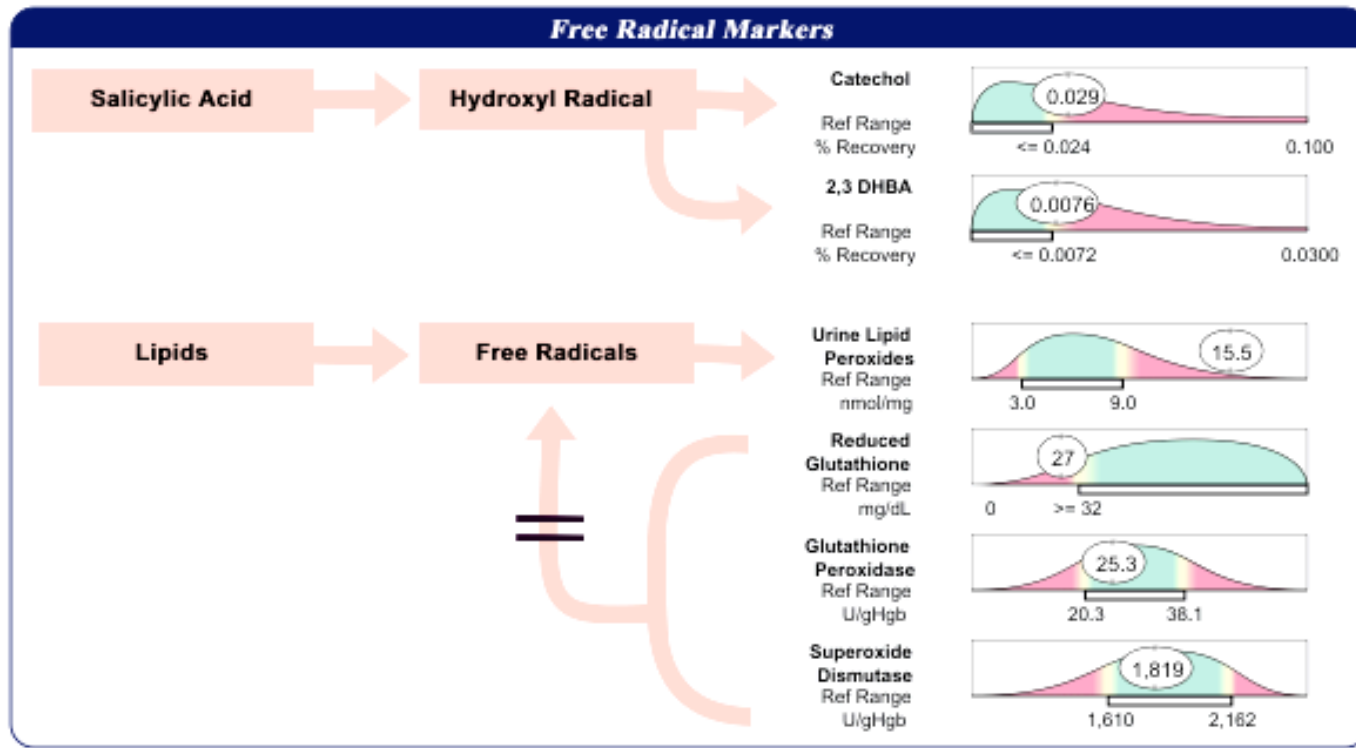 Free Radical Markers
Salicylic Acid
Hydroxyl Radical
Catechol
0.029
Ref Range
% Recovery
<= 0.024
0.100
2,3 DHBA
0.0076
Ref Range
% Recovery
<= 0.0072
0.0300
Lipids
Free Radicals
Urine Lipid
Peroxides
15.5
Ref Range
nmol/mg
3.0
9.0
Reduced
Glutathione
27
Ref Range
mg/dL
0
>= 32
Glutathione
Peroxidase
25.3
Ref Range
U/gHgb
20.3
38.1
Superoxide
Dismutase
1,819
Ref Range
U/gHgb
1,610
2,162